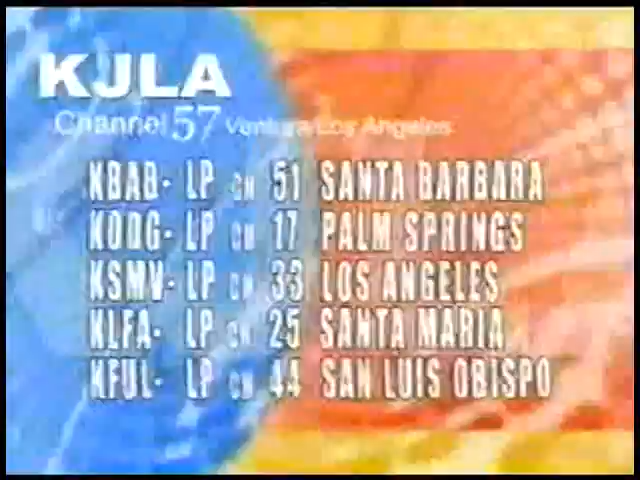 KJLA
Channel 57 Ventura/Los Angeles
KBAB- LP CH 51 SANTA BARBARA
KODG- LP CH 17 PALM SPRINGS
KSMV- LP CH 33 LOS ANGELES
KLFA- LP CH 25 SANTA MARIA
KFUL- LP CH 44 SAN LUIS OBISPO